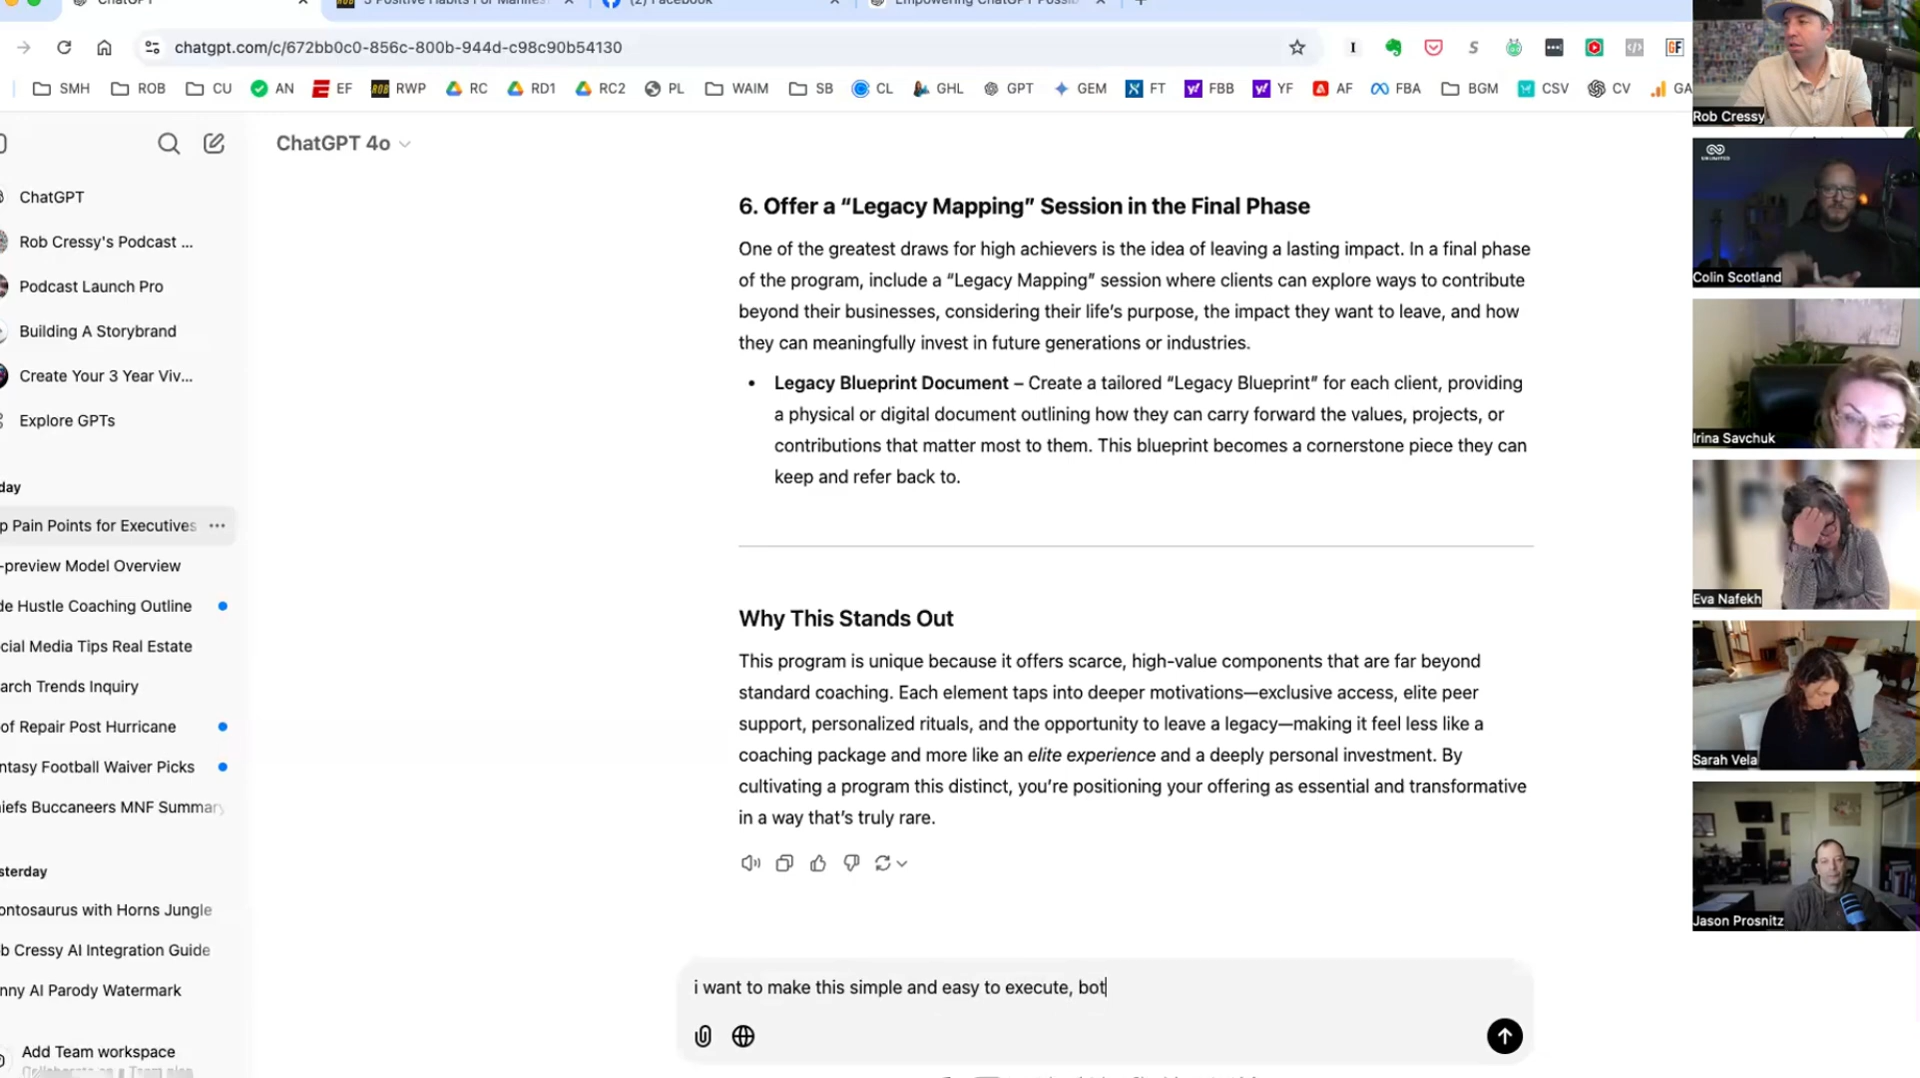 ChatGPT
(2) Facebook
chatgpt.com/c/672bb0c0-856c-800b-944d-c98c90b54130
SMH ROB CU AN EF RWP RC RD1 RC2 PL WAIM SB CL GHL GPT GEM FT FBB YF AF FBA BGM CSV CV GA
ChatGPT 4o
ChatGPT
Rob Cressy's Podcast ...
Podcast Launch Pro
Building A Storybrand
Create Your 3 Year Viv...
Explore GPTs
day
p Pain Points for Executives
-preview Model Overview
de Hustle Coaching Outline
cial Media Tips Real Estate
arch Trends Inquiry
of Repair Post Hurricane
ntasy Football Waiver Picks
iefs Buccaneers MNF Summary
sterday
ontosaurus with Horns Jungle
b Cressy AI Integration Guide
nny AI Parody Watermark
Add Team workspace
6. Offer a “Legacy Mapping” Session in the Final Phase
One of the greatest draws for high achievers is the idea of leaving a lasting impact. In a final phase
of the program, include a “Legacy Mapping” session where clients can explore ways to contribute
beyond their businesses, considering their life’s purpose, the impact they want to leave, and how
they can meaningfully invest in future generations or industries.
• Legacy Blueprint Document – Create a tailored “Legacy Blueprint” for each client, providing
a physical or digital document outlining how they can carry forward the values, projects, or
contributions that matter most to them. This blueprint becomes a cornerstone piece they can
keep and refer back to.
Why This Stands Out
This program is unique because it offers scarce, high-value components that are far beyond
standard coaching. Each element taps into deeper motivations—exclusive access, elite peer
support, personalized rituals, and the opportunity to leave a legacy—making it feel less like a
coaching package and more like an elite experience and a deeply personal investment. By
cultivating a program this distinct, you’re positioning your offering as essential and transformative
in a way that’s truly rare.
i want to make this simple and easy to execute, bot
Rob Cressy
UNLIMITED
Colin Scotland
Irina Savchuk
Eva Nafekh
Sarah Vela
Jason Prosnitz